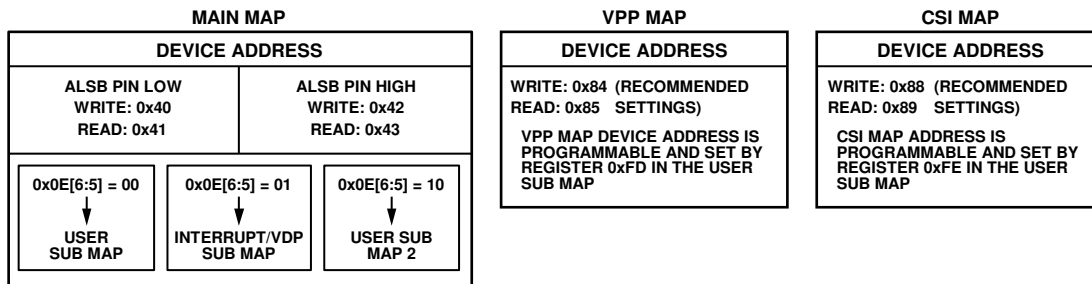 MAIN MAP
DEVICE ADDRESS
ALSB PIN LOW
WRITE: 0x40
READ: 0x41
ALSB PIN HIGH
WRITE: 0x42
READ: 0x43
0x0E[6:5] = 00
USER
SUB MAP
0x0E[6:5] = 01
INTERRUPT/VDP
SUB MAP
0x0E[6:5] = 10
USER SUB
MAP 2
VPP MAP
DEVICE ADDRESS
WRITE: 0x84 (RECOMMENDED
READ: 0x85 SETTINGS)
VPP MAP DEVICE ADDRESS IS
PROGRAMMABLE AND SET BY
REGISTER 0xFD IN THE USER
SUB MAP
CSI MAP
DEVICE ADDRESS
WRITE: 0x88 (RECOMMENDED
READ: 0x89 SETTINGS)
CSI MAP ADDRESS IS
PROGRAMMABLE AND SET BY
REGISTER 0xFE IN THE USER
SUB MAP